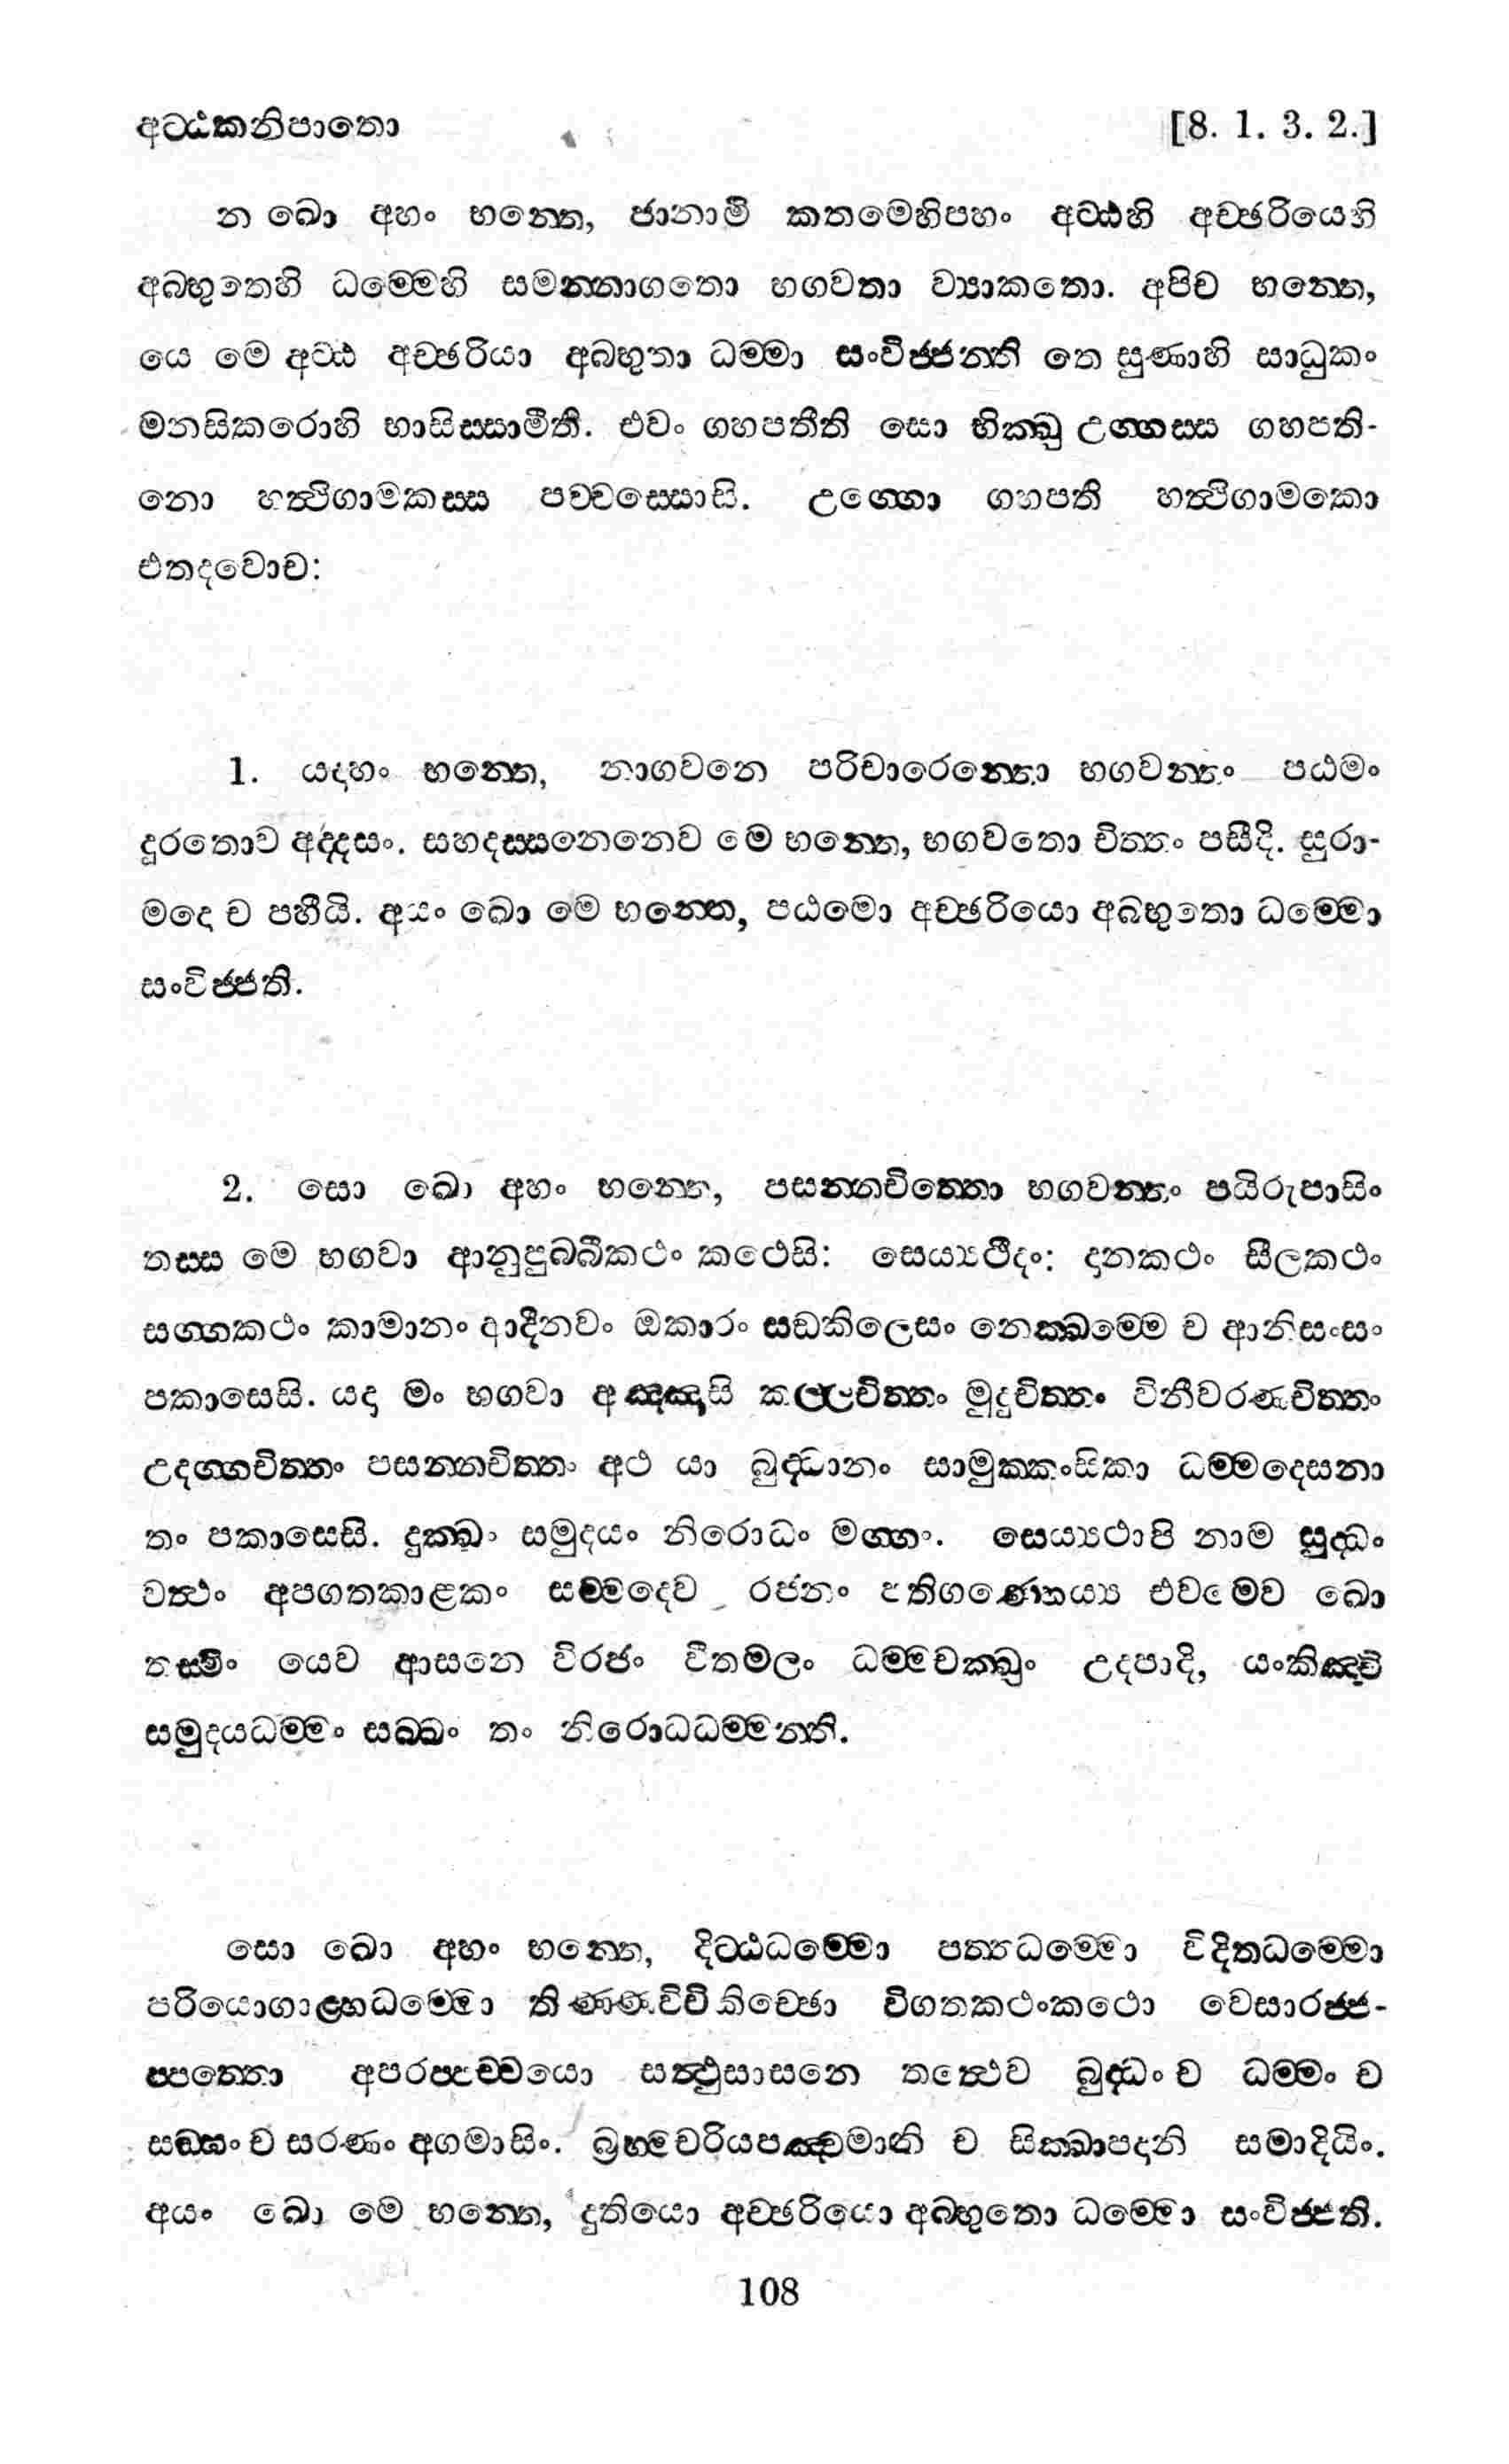 අට්ඨකනිපාතො [8. 1. 3. 2.]
න ඛො අහං භන්තෙ, ජානාමි කතමෙහිපහං අට්ඨහි අච්ඡරියෙහි
අබ්භුතෙහි ධම්මෙහි සමන්නාගතො භගවතා ව්‍යාකතො. අපිච භන්තෙ,
යෙ මෙ අට්ඨ අච්ඡරියා අබ්භුතා ධම්මා සංවිජ්ජන්ති තෙ සුණාහි සාධුකං
මනසිකරොහි භාසිස්සාමීති. එවං ගහපතීති සො භික්ඛු උග්ගස්ස ගහපති-
නො හත්ථිගාමකස්ස පච්චස්සොසි. උග්ගො ගහපති හත්ථිගාමකො
එතදවොච:
1. යදාහං භන්තෙ, නාගවනෙ පරිචාරෙන්තො භගවන්තං පඨමං
දූරතොව අද්දසං. සහදස්සනෙනෙව මෙ භන්තෙ, භගවතො චිත්තං පසීදි. සුරා-
මදො ච පහීයි. අයං ඛො මෙ භන්තෙ, පඨමො අච්ඡරියො අබ්භුතො ධම්මො
සංවිජ්ජති.
2. සො ඛො අහං භන්තෙ, පසන්නචිත්තො භගවන්තං පයිරුපාසිං
තස්ස මෙ භගවා ආනුපුබ්බීකථං කථෙසි: සෙය්‍යථීදං: දානකථං සීලකථං
සග්ගකථං කාමානං ආදීනවං ඔකාරං සඞ්කිලෙසං නෙක්ඛම්මෙ ච ආනිසංසං
පකාසෙසි. යදා මං භගවා අඤ්ඤාසි කල්ලචිත්තං මුදුචිත්තං විනීවරණචිත්තං
උදග්ගචිත්තං පසන්නචිත්තං අථ යා බුද්ධානං සාමුක්කංසිකා ධම්මදෙසනා
තං පකාසෙසි. දුක්ඛං සමුදයං නිරොධං මග්ගං. සෙය්‍යථාපි නාම සුද්ධං
වත්ථං අපගතකාළකං සම්මදෙව රජනං පතිගණ්හෙය්‍ය එවමෙව ඛො
තස්මිං යෙව ආසනෙ විරජං වීතමලං ධම්මචක්ඛුං උදපාදි, යංකිඤ්චි
සමුදයධම්මං සබ්බං තං නිරොධධම්මන්ති.
සො ඛො අහං භන්තෙ, දිට්ඨධම්මො පත්තධම්මො විදිතධම්මො
පරියොගාළ්හධම්මො තිණ්ණවිචිකිච්ඡො විගතකථංකථො වෙසාරජ්ජ-
ප්පත්තො අපරප්පච්චයො සත්ථුසාසනෙ තත්ථෙව බුද්ධං ච ධම්මං ච
සඞ්ඝං ච සරණං අගමාසිං. බ්‍රහ්මචරියපඤ්චමානි ච සික්ඛාපදානි සමාදියිං.
අයං ඛො මෙ භන්තෙ, දුතියො අච්ඡරියො අබ්භුතො ධම්මො සංවිජ්ජති.
108